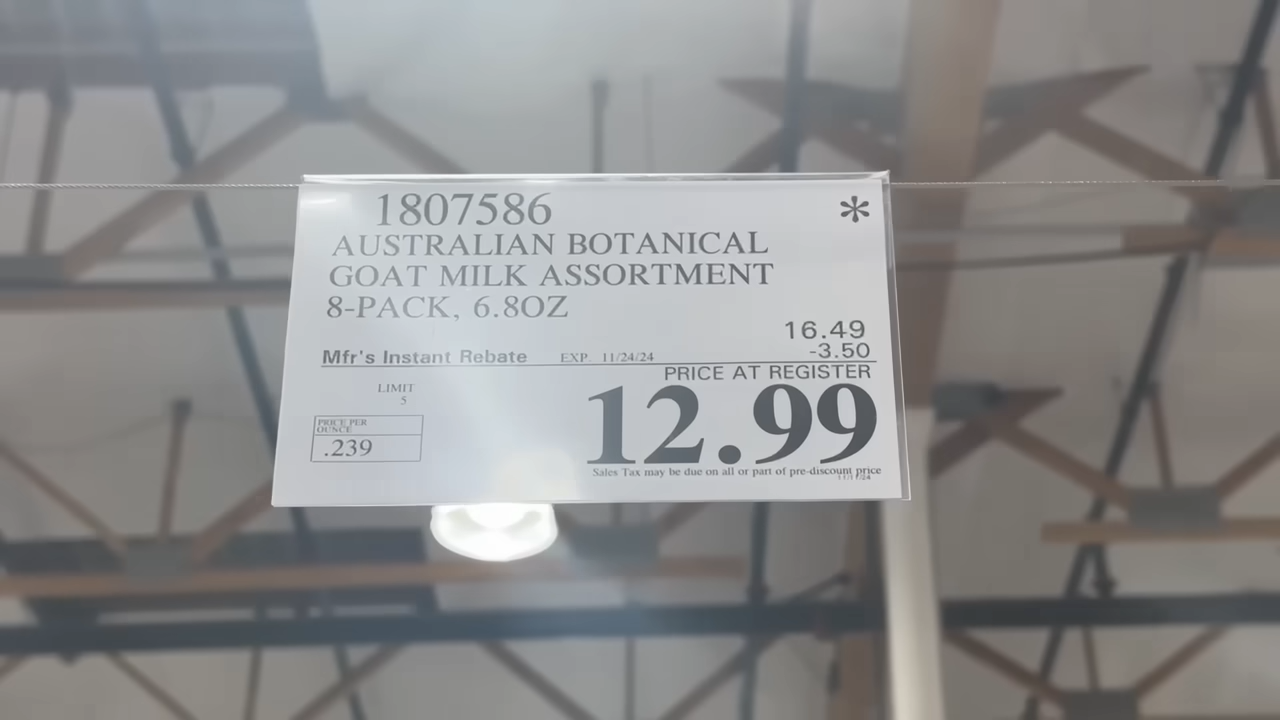 1807586 *
AUSTRALIAN BOTANICAL
GOAT MILK ASSORTMENT
8-PACK, 6.8OZ
16.49
Mfr's Instant Rebate EXP. 11/24/24 -3.50
PRICE AT REGISTER
LIMIT
5
12.99
PRICE PER
OUNCE
.239
Sales Tax may be due on all or part of pre-discount price